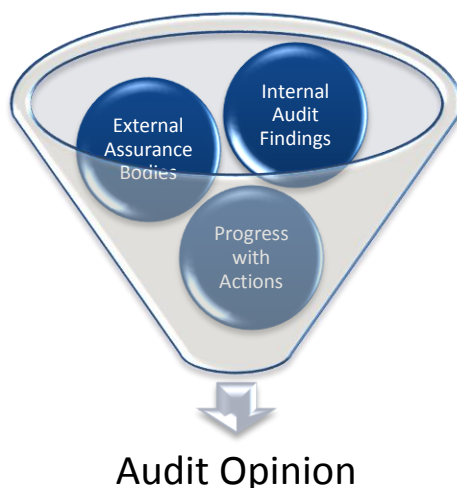 Internal
Audit
Findings
External
Assurance
Bodies
Progress
with
Actions
Audit Opinion